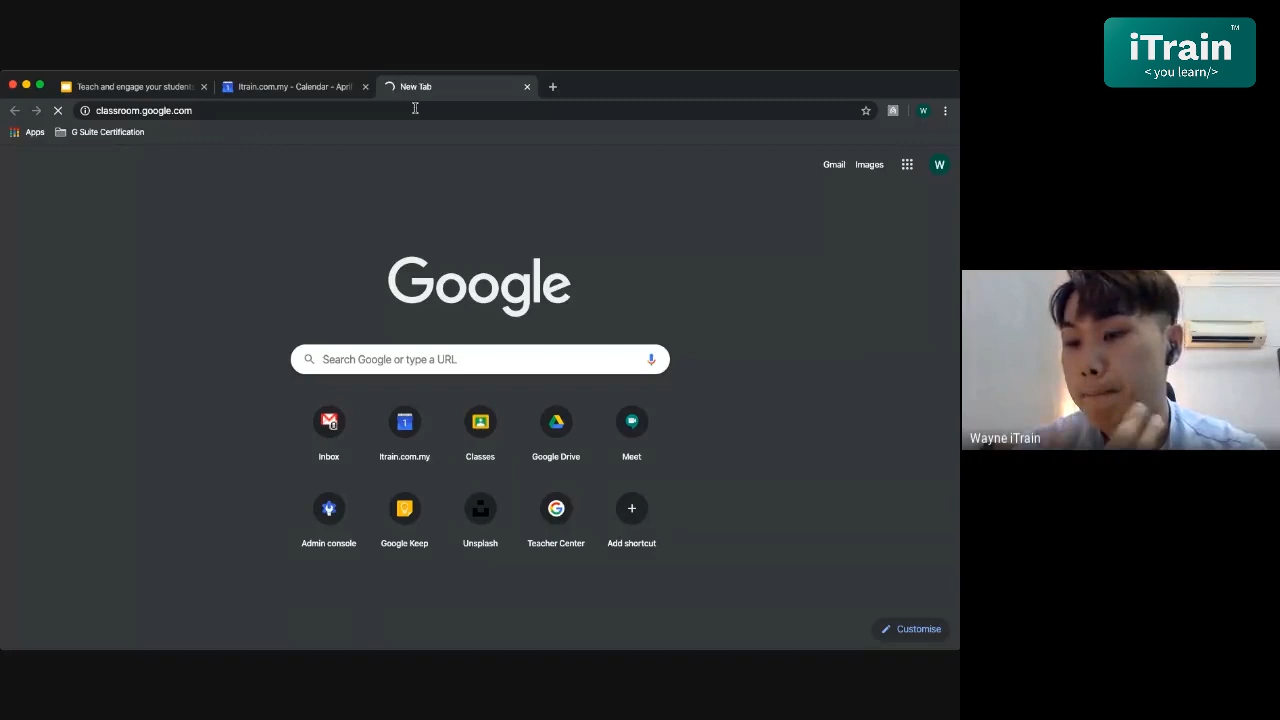 iTrain™
< you learn/>
Teach and engage your student
Itrain.com.my - Calendar - April
New Tab
classroom.google.com
W
Apps
G Suite Certification
Gmail
Images
W
Google
Search Google or type a URL
Inbox
Itrain.com.my
Classes
Google Drive
Meet
Admin console
Google Keep
Unsplash
Teacher Center
Add shortcut
Wayne iTrain
Customise